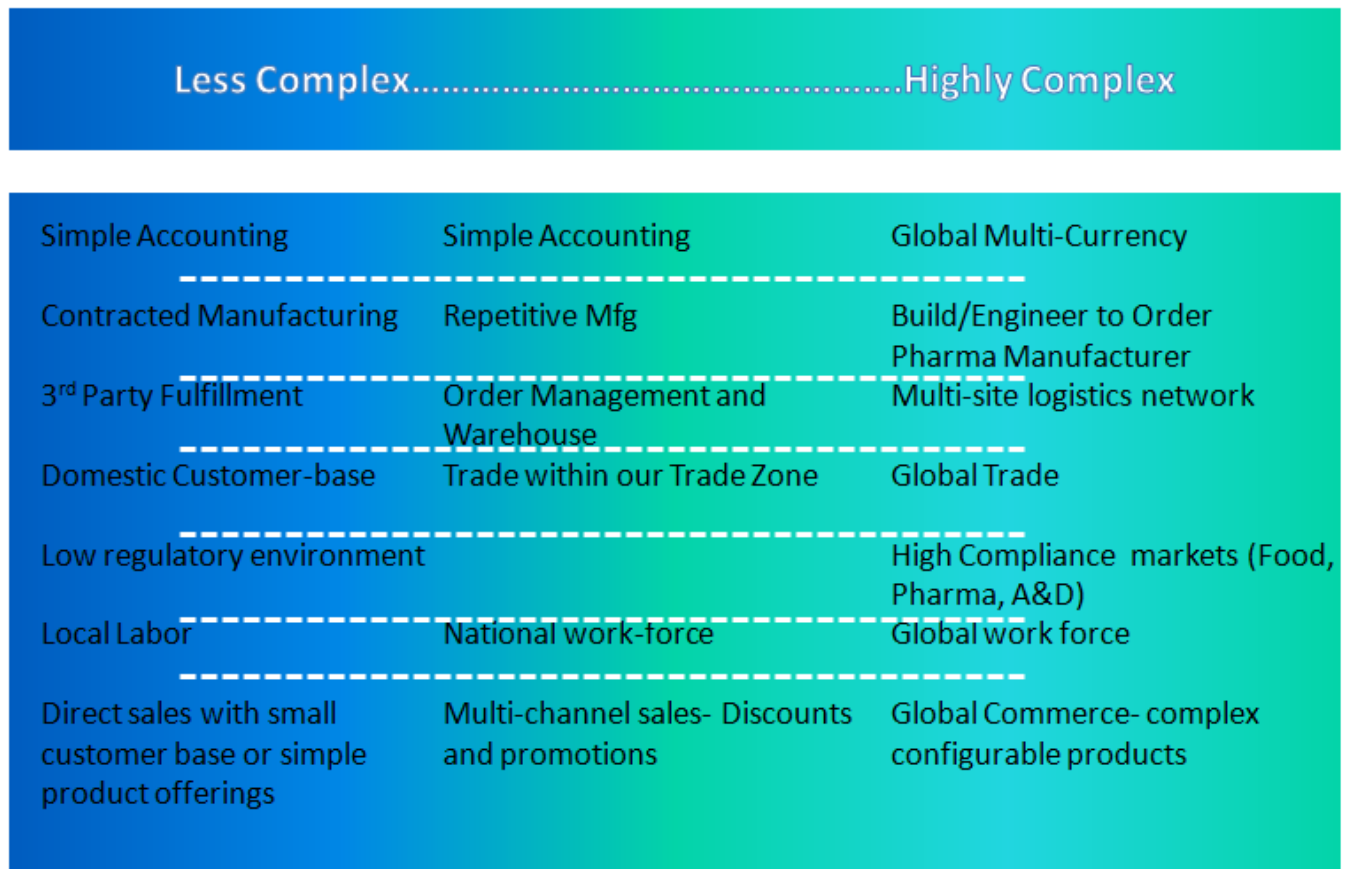 Less Complex……………………………………….Highly Complex
Simple Accounting
Simple Accounting
Global Multi-Currency
Contracted Manufacturing
Repetitive Mfg
Build/Engineer to Order
Pharma Manufacturer
3rd Party Fulfillment
Order Management and
Warehouse
Multi-site logistics network
Domestic Customer-base
Trade within our Trade Zone
Global Trade
Low regulatory environment
High Compliance  markets (Food,
Pharma, A&D)
Local Labor
National work-force
Global work force
Direct sales with small
customer base or simple
product offerings
Multi-channel sales- Discounts
and promotions
Global Commerce- complex
configurable products